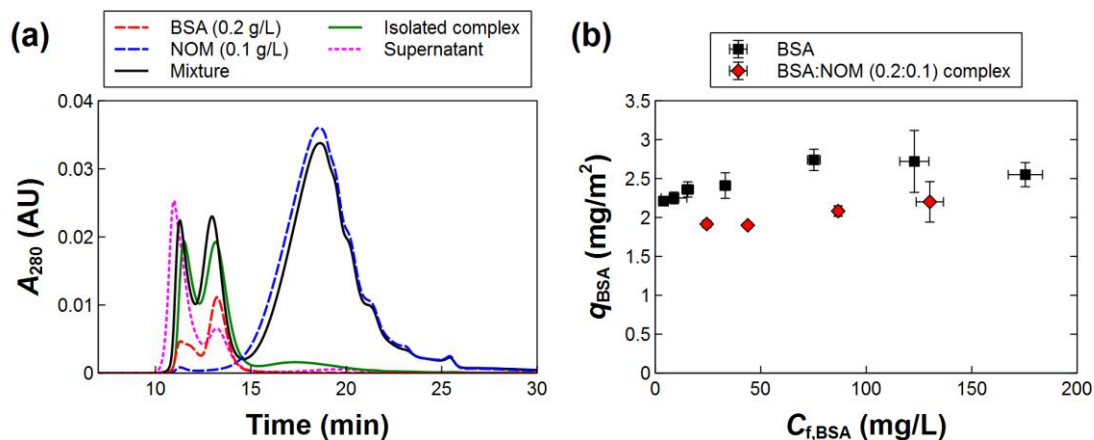 (a)
BSA (0.2 g/L)
Isolated complex
NOM (0.1 g/L)
Supernatant
Mixture
0.04
0.03
0.02
0.01
0
A280 (AU)
10
15
20
25
30
Time (min)
(b)
BSA
BSA:NOM (0.2:0.1) complex
3.5
3
2.5
2
1.5
1
0.5
0
qBSA (mg/m²)
0
50
100
150
200
Cf,BSA (mg/L)